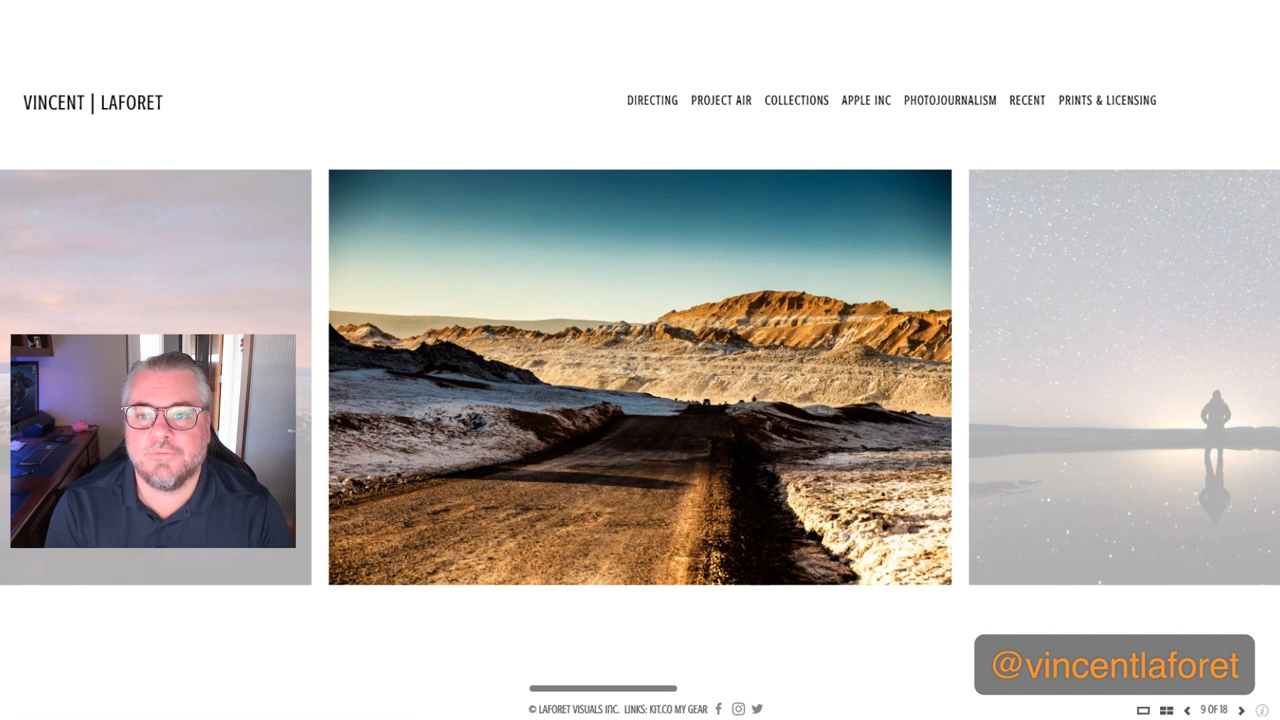 VINCENT | LAFORET
DIRECTING PROJECT AIR COLLECTIONS APPLE INC PHOTOJOURNALISM RECENT PRINTS & LICENSING
@vincentlaforet
© LAFORET VISUALS INC. LINKS: KIT.CO MY GEAR
9 OF 18